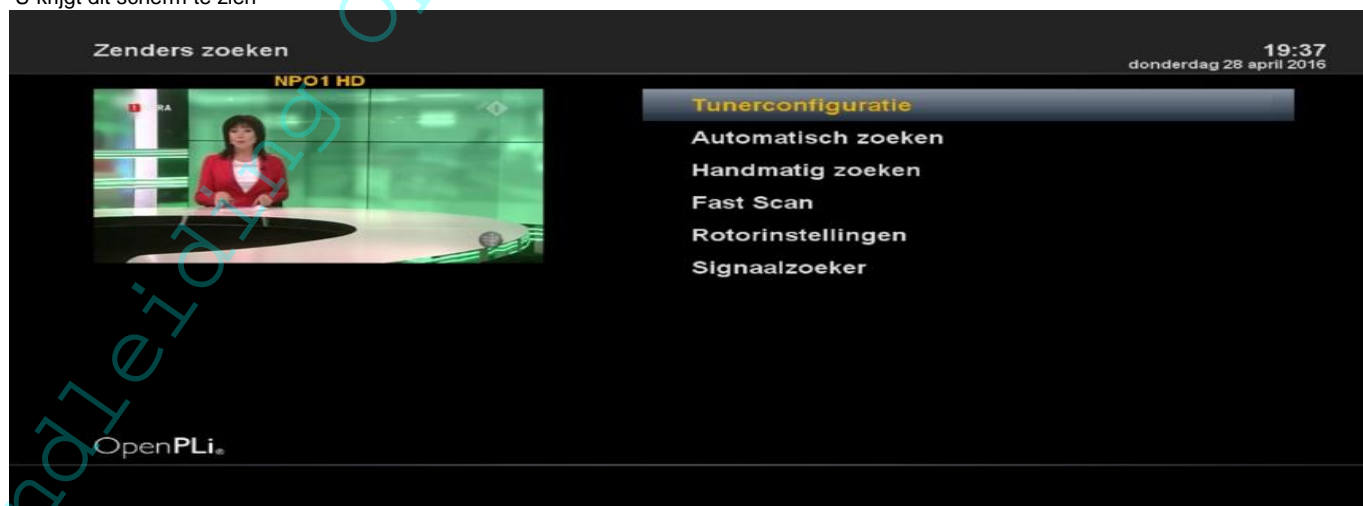 U krijgt dit scherm te zien
Zenders zoeken
19:37
donderdag 28 april 2016
NPO1 HD
Tunerconfiguratie
Automatisch zoeken
Handmatig zoeken
Fast Scan
Rotorinstellingen
Signaalzoeker
OpenPLi®